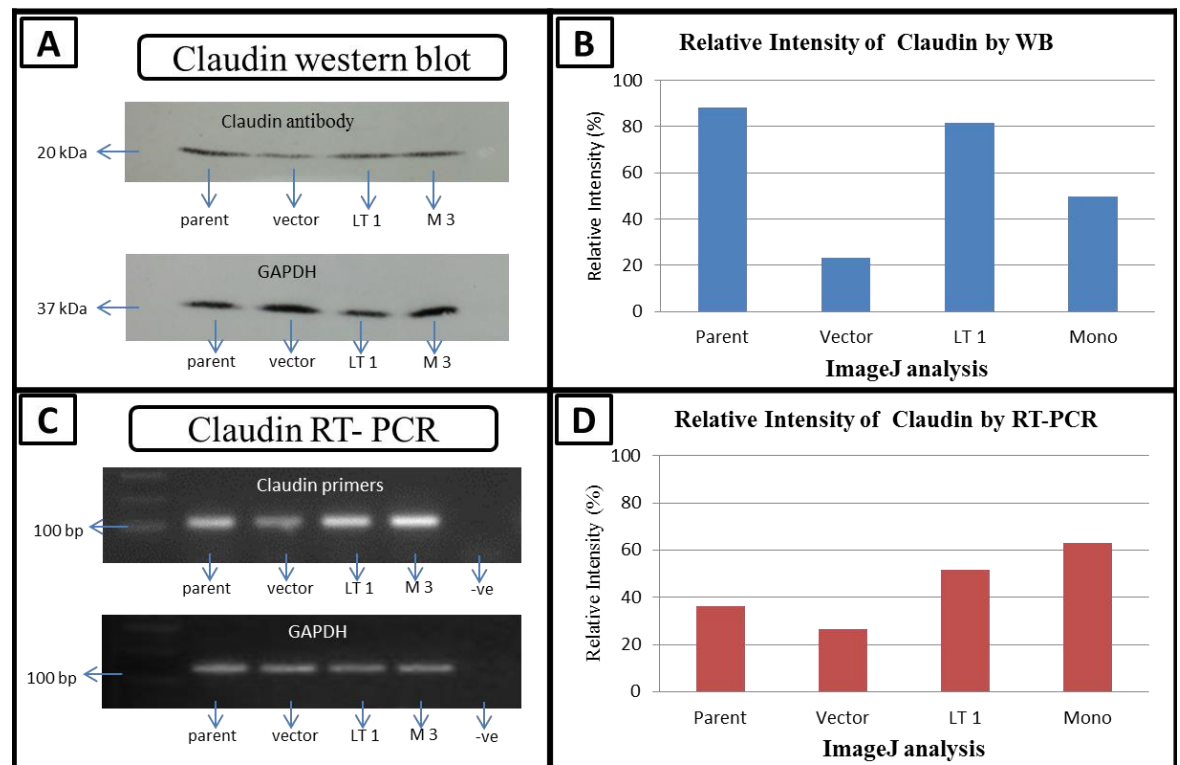 A
Claudin western blot
Claudin antibody
20 kDa
parent vector LT 1 M 3
GAPDH
37 kDa
parent vector LT 1 M 3
B
Relative Intensity of Claudin by WB
Relative Intensity (%)
100
80
60
40
20
0
Parent Vector LT 1 Mono
ImageJ analysis
C
Claudin RT- PCR
Claudin primers
100 bp
parent vector LT 1 M 3 -ve
GAPDH
100 bp
parent vector LT 1 M 3 -ve
D
Relative Intensity of Claudin by RT-PCR
Relative Intensity (%)
100
80
60
40
20
0
Parent Vector LT 1 Mono
ImageJ analysis